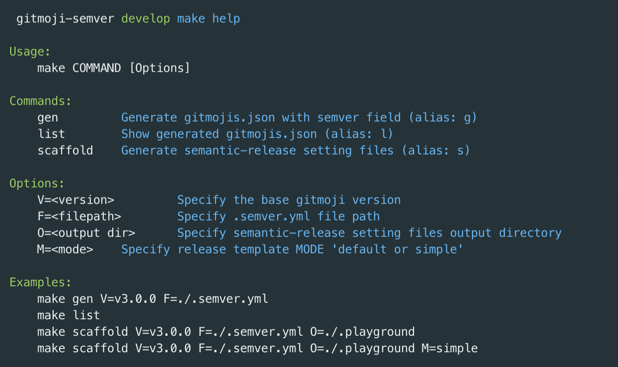 gitmoji-semver develop make help
Usage:
make COMMAND [Options]
Commands:
gen Generate gitmojis.json with semver field (alias: g)
list Show generated gitmojis.json (alias: l)
scaffold Generate semantic-release setting files (alias: s)
Options:
V=<version> Specify the base gitmoji version
F=<filepath> Specify .semver.yml file path
O=<output dir> Specify semantic-release setting files output directory
M=<mode> Specify release template MODE 'default or simple'
Examples:
make gen V=v3.0.0 F=./.semver.yml
make list
make scaffold V=v3.0.0 F=./.semver.yml O=./.playground
make scaffold V=v3.0.0 F=./.semver.yml O=./.playground M=simple